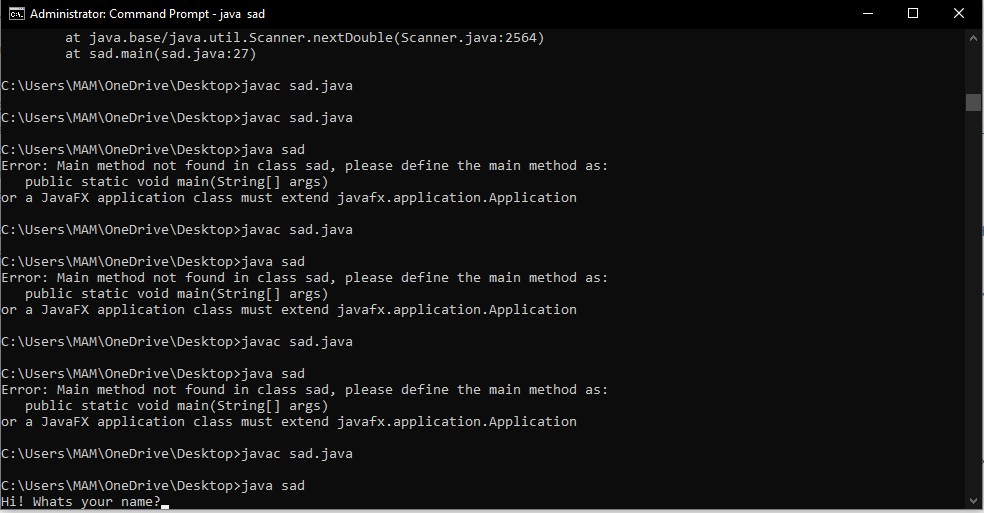 Administrator: Command Prompt - java  sad
        at java.base/java.util.Scanner.nextDouble(Scanner.java:2564)
        at sad.main(sad.java:27)
C:\Users\MAM\OneDrive\Desktop>javac sad.java
C:\Users\MAM\OneDrive\Desktop>javac sad.java
C:\Users\MAM\OneDrive\Desktop>java sad
Error: Main method not found in class sad, please define the main method as:
   public static void main(String[] args)
or a JavaFX application class must extend javafx.application.Application
C:\Users\MAM\OneDrive\Desktop>javac sad.java
C:\Users\MAM\OneDrive\Desktop>java sad
Error: Main method not found in class sad, please define the main method as:
   public static void main(String[] args)
or a JavaFX application class must extend javafx.application.Application
C:\Users\MAM\OneDrive\Desktop>javac sad.java
C:\Users\MAM\OneDrive\Desktop>java sad
Error: Main method not found in class sad, please define the main method as:
   public static void main(String[] args)
or a JavaFX application class must extend javafx.application.Application
C:\Users\MAM\OneDrive\Desktop>javac sad.java
C:\Users\MAM\OneDrive\Desktop>java sad
Hi! Whats your name?